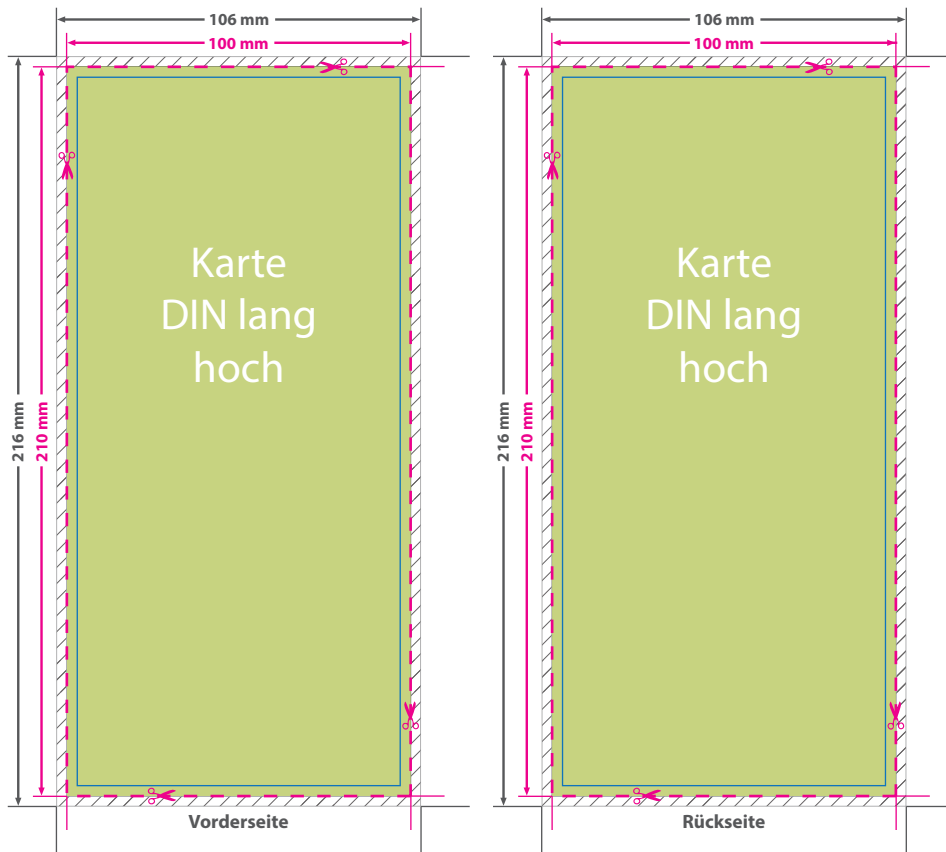 106 mm
100 mm
216 mm
210 mm
Karte
DIN lang
hoch
Vorderseite
106 mm
100 mm
216 mm
210 mm
Karte
DIN lang
hoch
Rückseite